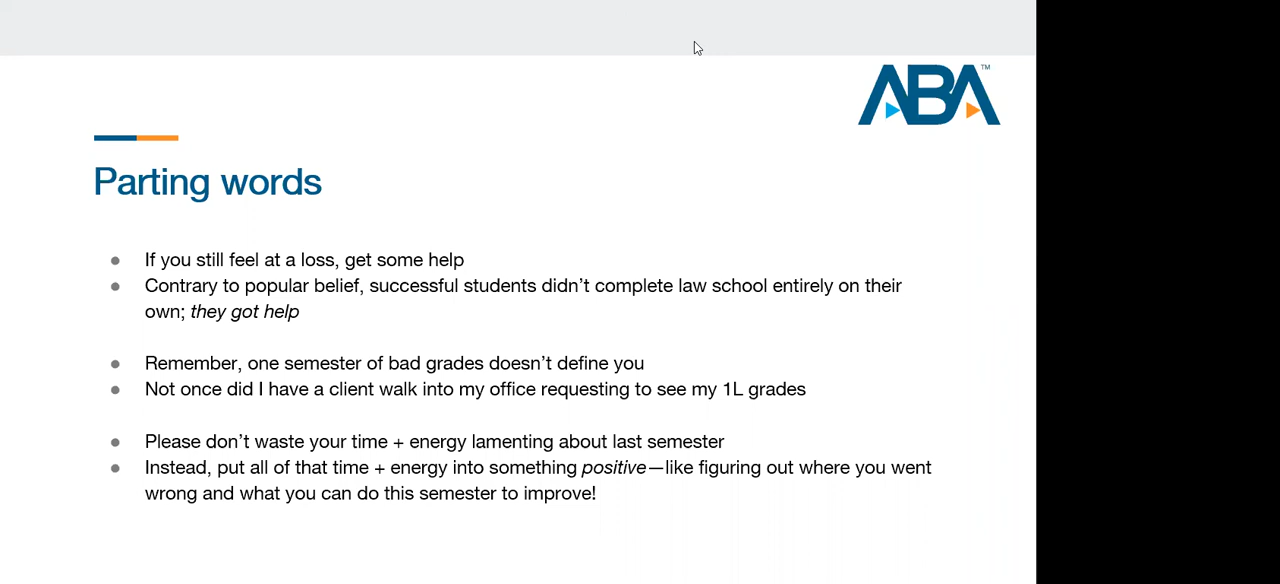 ABA™
Parting words
● If you still feel at a loss, get some help
● Contrary to popular belief, successful students didn’t complete law school entirely on their
own; they got help
● Remember, one semester of bad grades doesn’t define you
● Not once did I have a client walk into my office requesting to see my 1L grades
● Please don’t waste your time + energy lamenting about last semester
● Instead, put all of that time + energy into something positive—like figuring out where you went
wrong and what you can do this semester to improve!